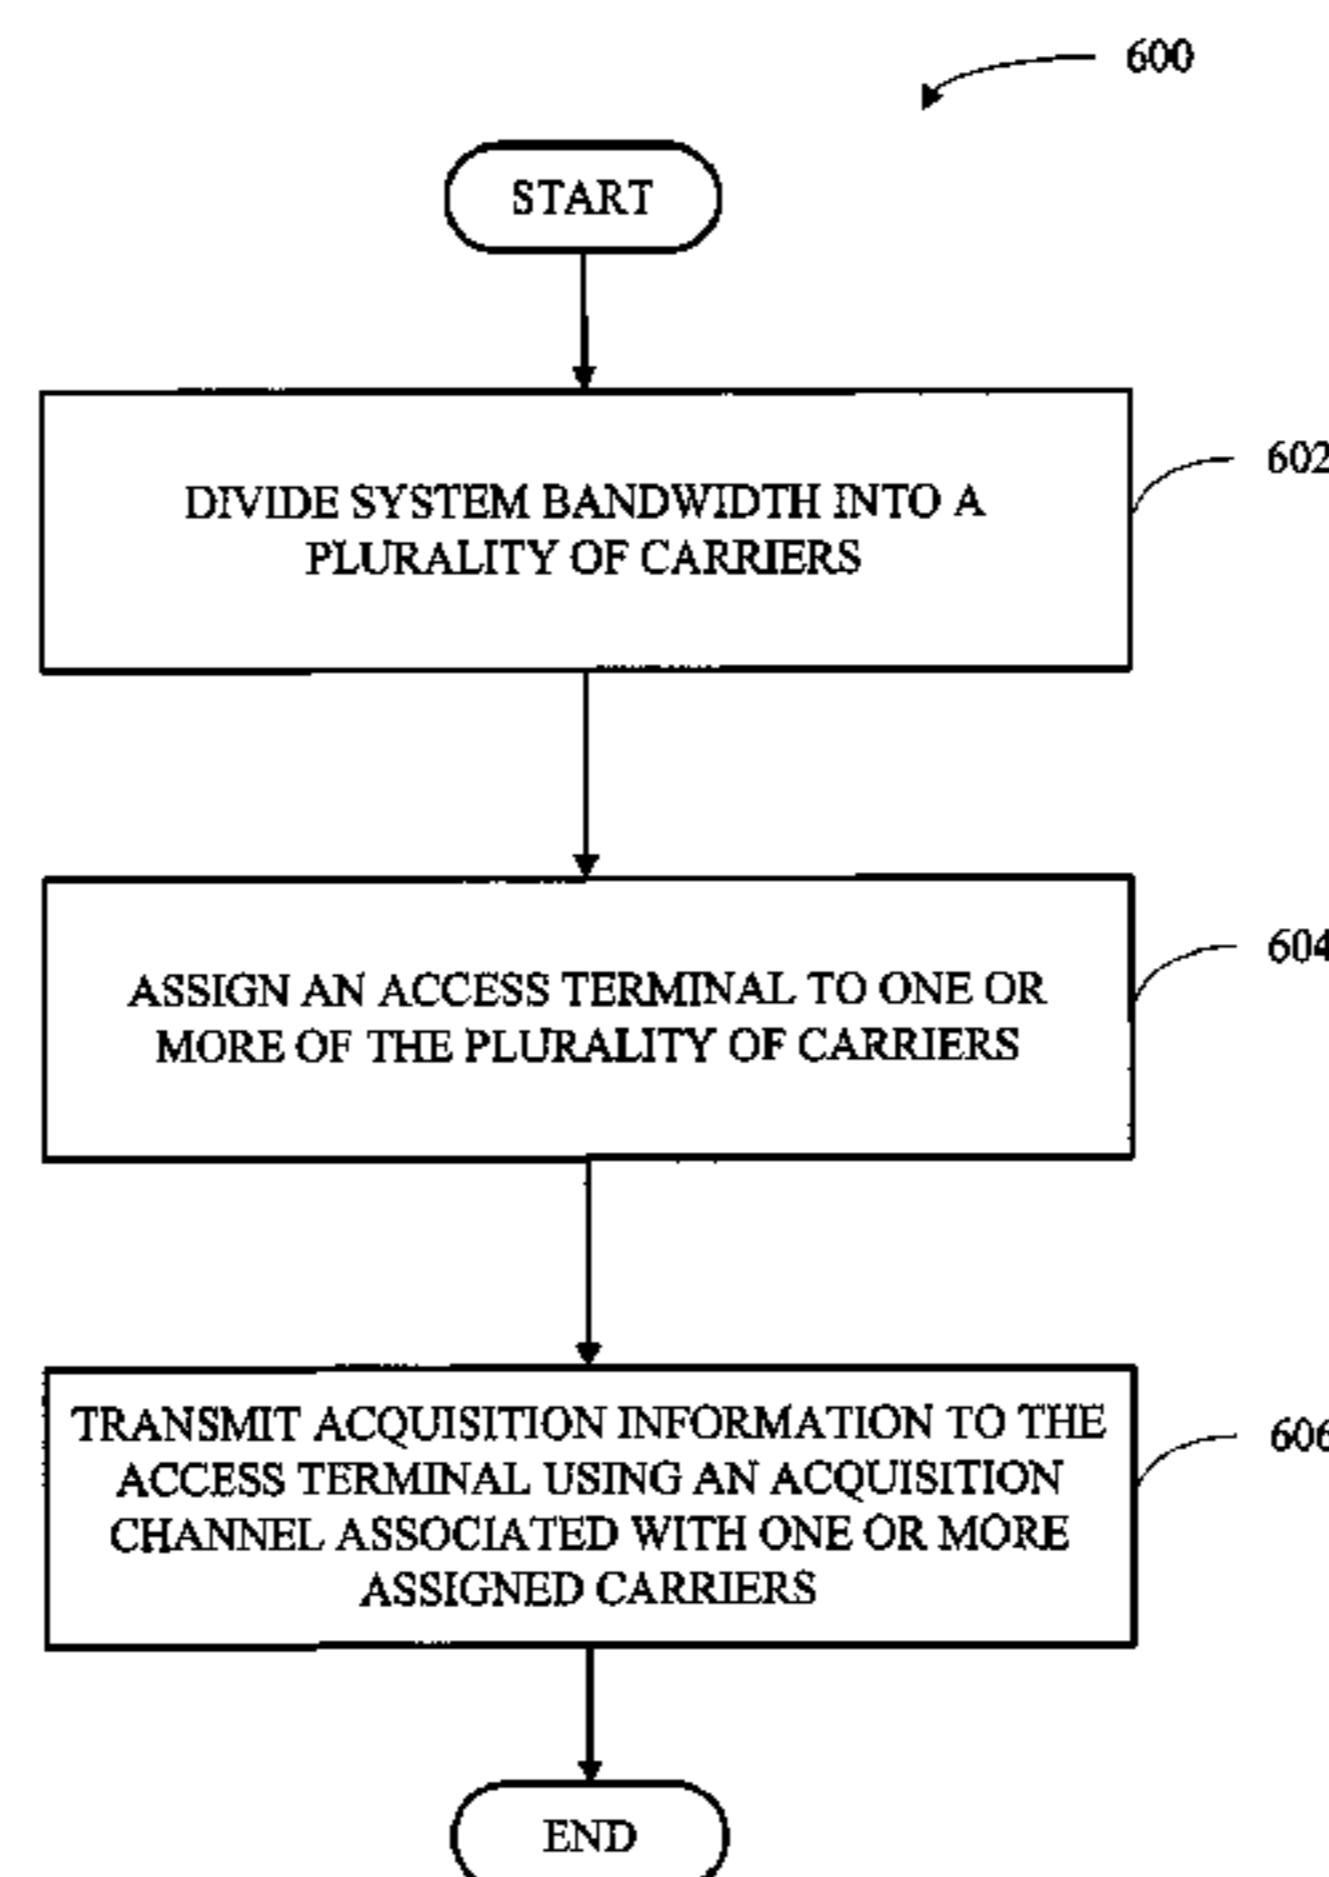 600
START
DIVIDE SYSTEM BANDWIDTH INTO A
PLURALITY OF CARRIERS
602
ASSIGN AN ACCESS TERMINAL TO ONE OR
MORE OF THE PLURALITY OF CARRIERS
604
TRANSMIT ACQUISITION INFORMATION TO THE
ACCESS TERMINAL USING AN ACQUISITION
CHANNEL ASSOCIATED WITH ONE OR MORE
ASSIGNED CARRIERS
606
END